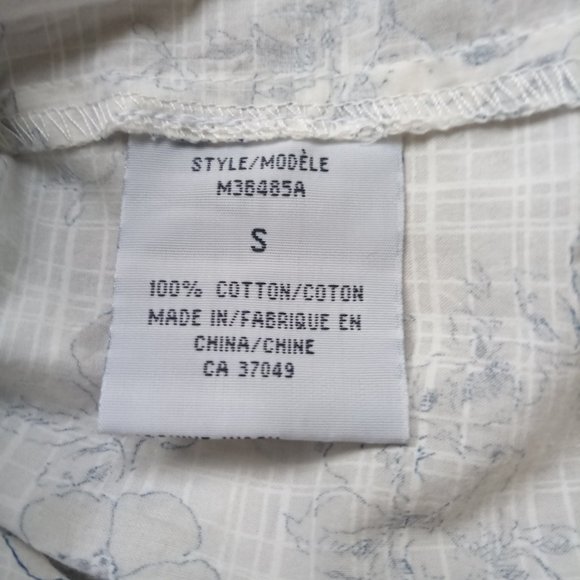 STYLE/MODÈLE
M3B485A
S
100% COTTON/COTON
MADE IN/FABRIQUE EN
CHINA/CHINE
CA 37049